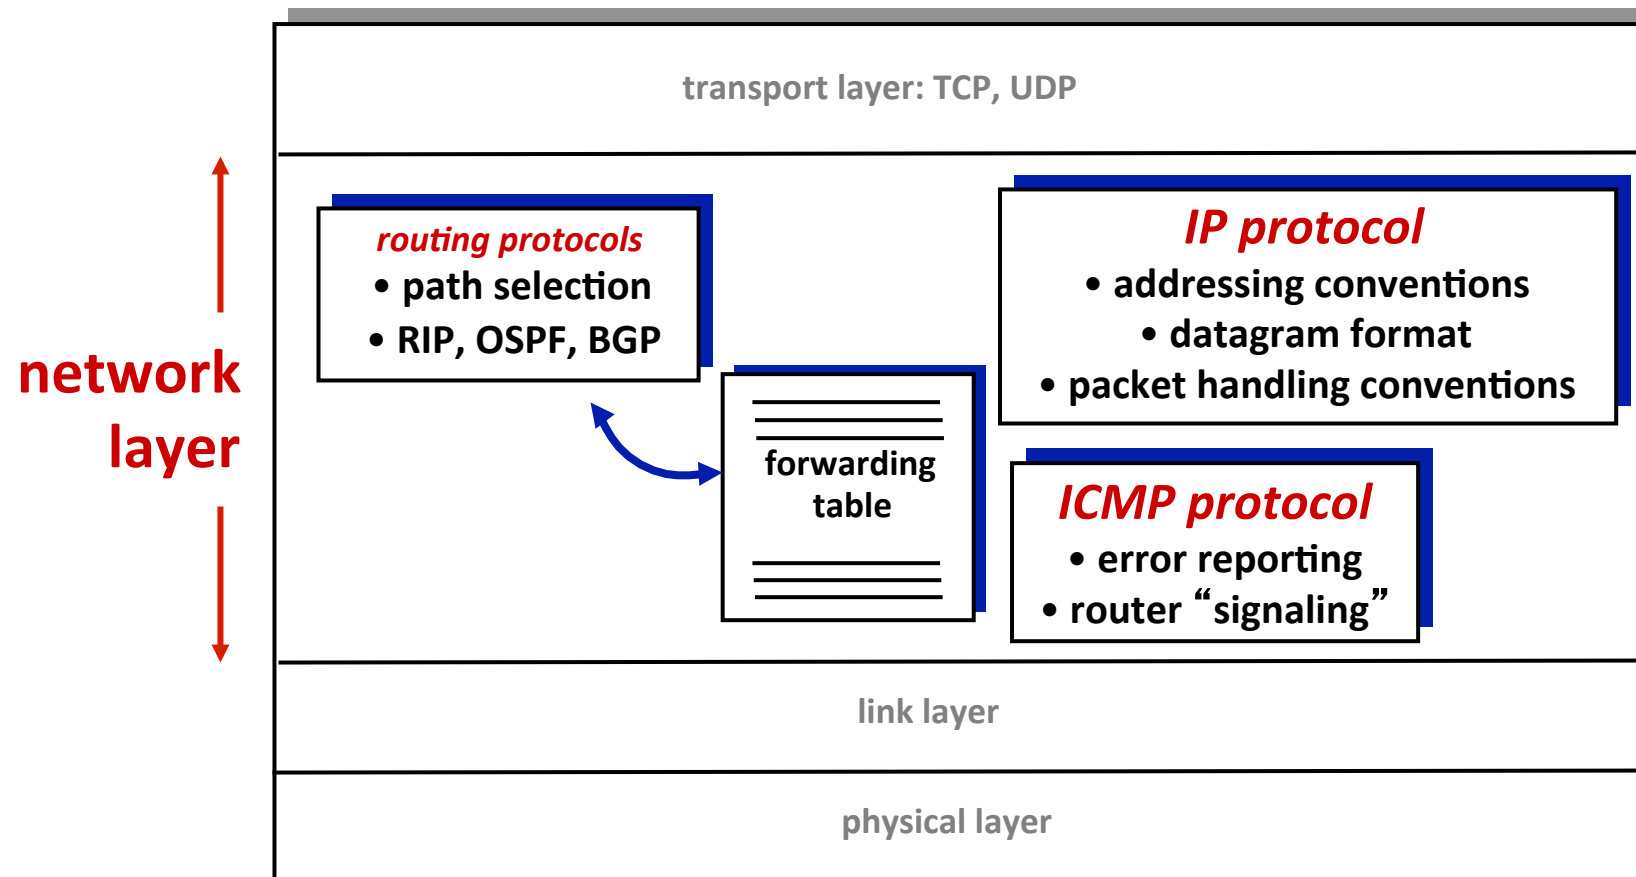 transport layer: TCP, UDP
network
layer
routing protocols
• path selection
• RIP, OSPF, BGP
forwarding
table
IP protocol
• addressing conventions
• datagram format
• packet handling conventions
ICMP protocol
• error reporting
• router “signaling”
link layer
physical layer